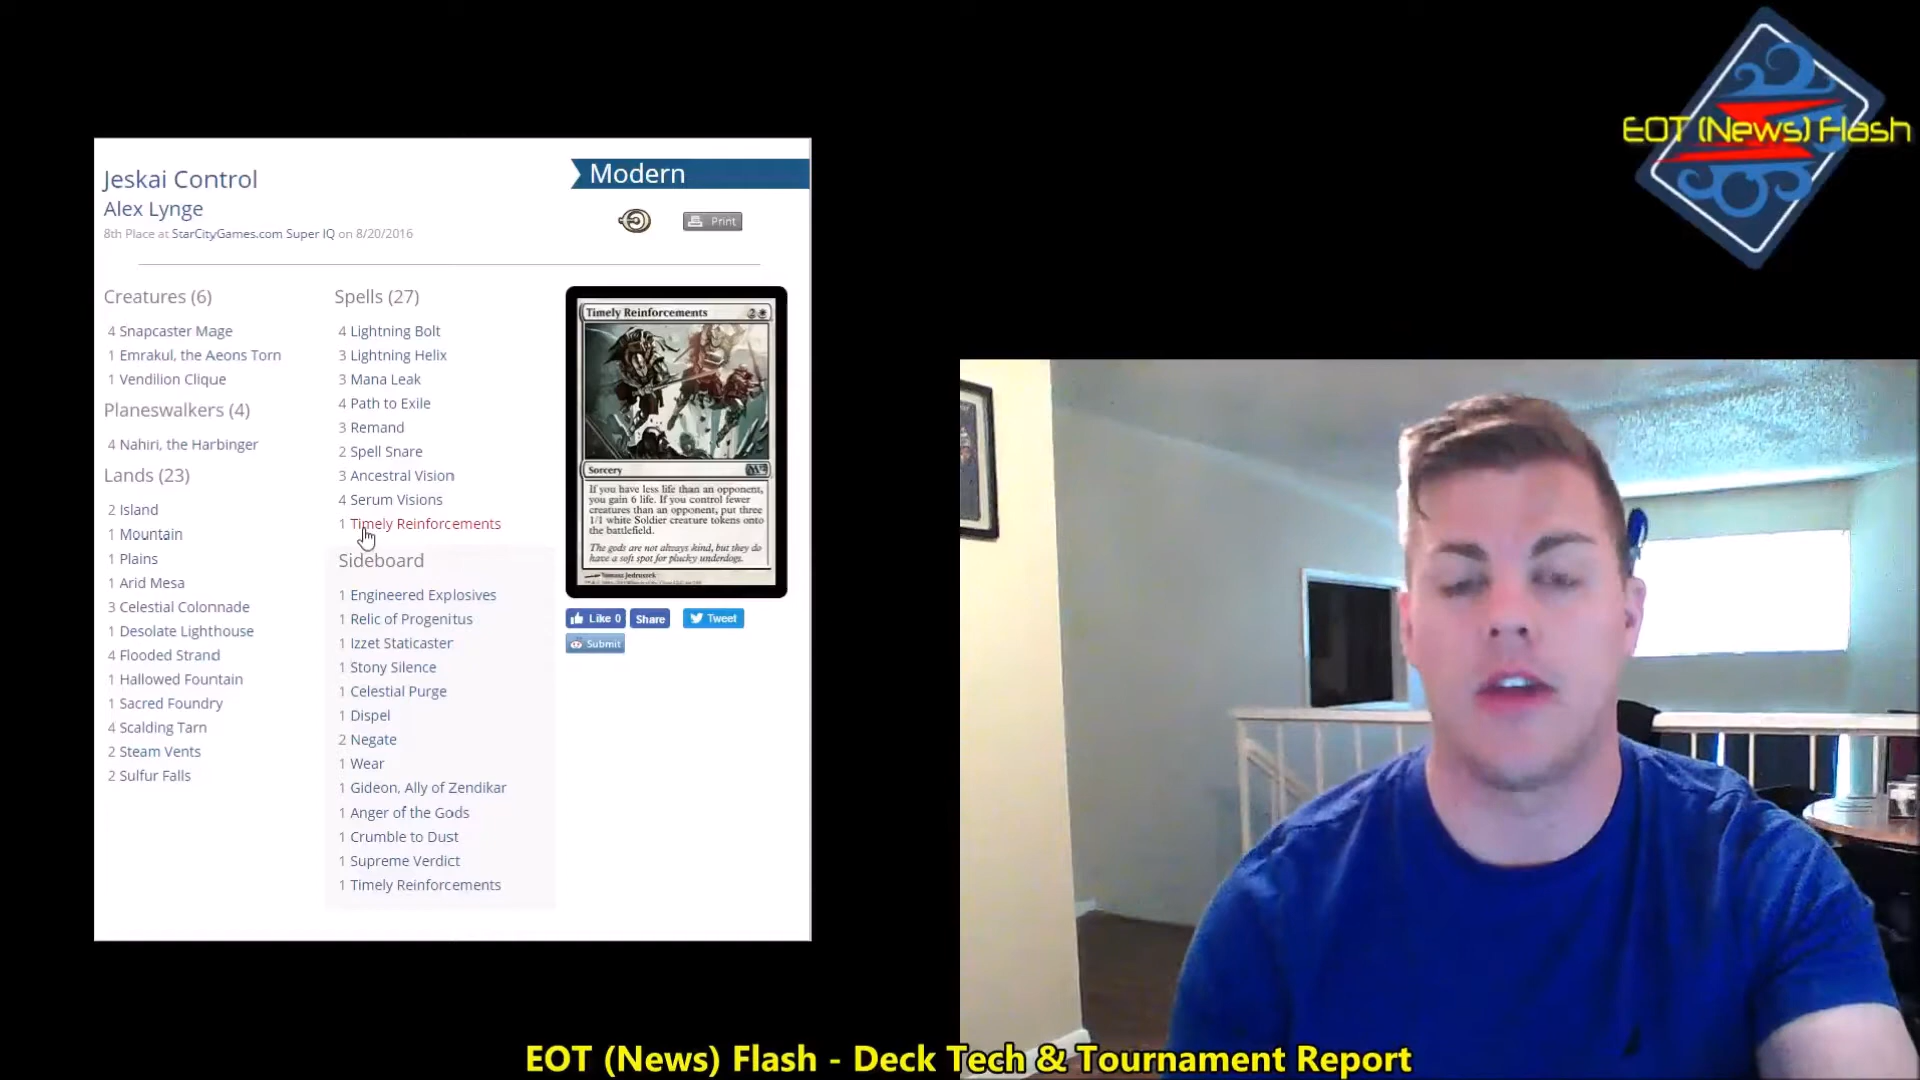 EOT (News) Flash
Jeskai Control
Alex Lynge
8th Place at StarCityGames.com Super IQ on 8/20/2016
Modern
Print
Creatures (6)
4 Snapcaster Mage
1 Emrakul, the Aeons Torn
1 Vendilion Clique
Planeswalkers (4)
4 Nahiri, the Harbinger
Lands (23)
2 Island
1 Mountain
1 Plains
1 Arid Mesa
3 Celestial Colonnade
1 Desolate Lighthouse
4 Flooded Strand
1 Hallowed Fountain
1 Sacred Foundry
4 Scalding Tarn
2 Steam Vents
2 Sulfur Falls
Spells (27)
4 Lightning Bolt
3 Lightning Helix
3 Mana Leak
4 Path to Exile
3 Remand
2 Spell Snare
3 Ancestral Vision
4 Serum Visions
1 Timely Reinforcements
Sideboard
1 Engineered Explosives
1 Relic of Progenitus
1 Izzet Staticaster
1 Stony Silence
1 Celestial Purge
1 Dispel
2 Negate
1 Wear
1 Gideon, Ally of Zendikar
1 Anger of the Gods
1 Crumble to Dust
1 Supreme Verdict
1 Timely Reinforcements
Timely Reinforcements 2
Sorcery
If you have less life than an opponent,
you gain 6 life. If you control fewer
creatures than an opponent, put three
1/1 white Soldier creature tokens onto
the battlefield.
The gods are not always kind, but they do
have a soft spot for plucky underdogs.
Tomasz Jedruszek
Like 0
Share
Tweet
Submit
EOT (News) Flash - Deck Tech & Tournament Report